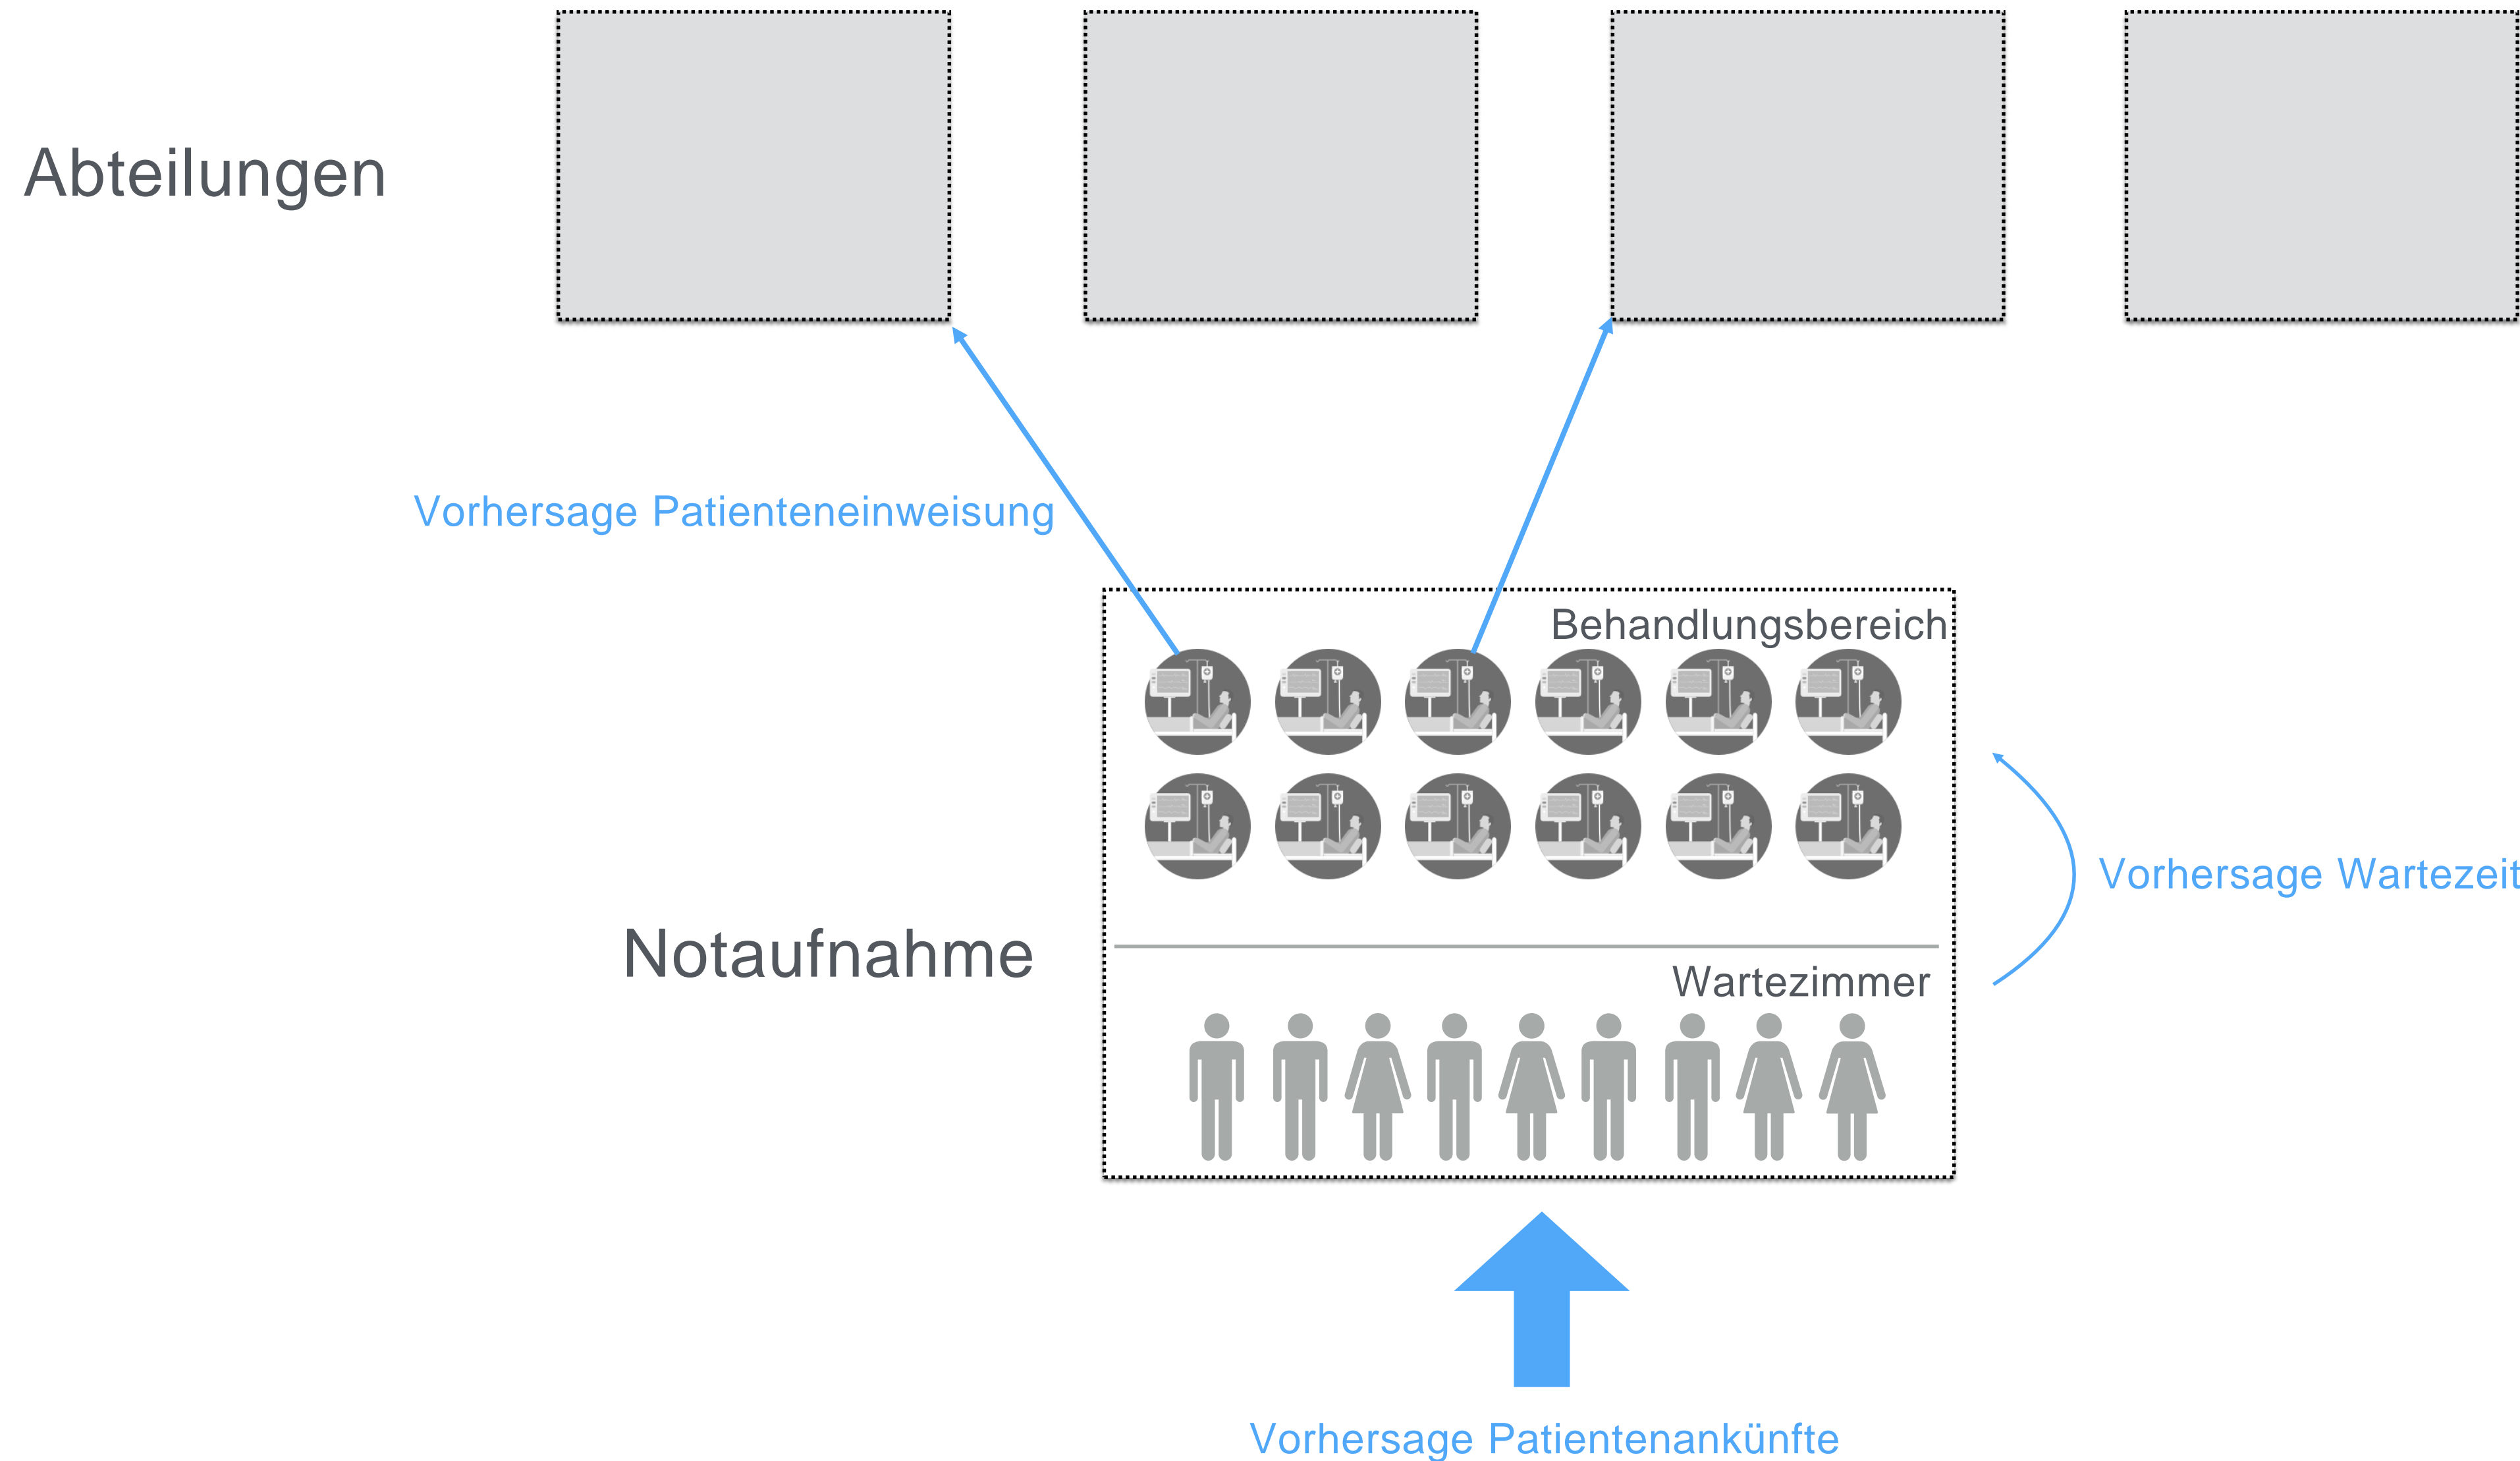 Abteilungen
Vorhersage Patienteneinweisung
Behandlungsbereich
Vorhersage Wartezeit
Notaufnahme
Wartezimmer
Vorhersage Patientenankünfte